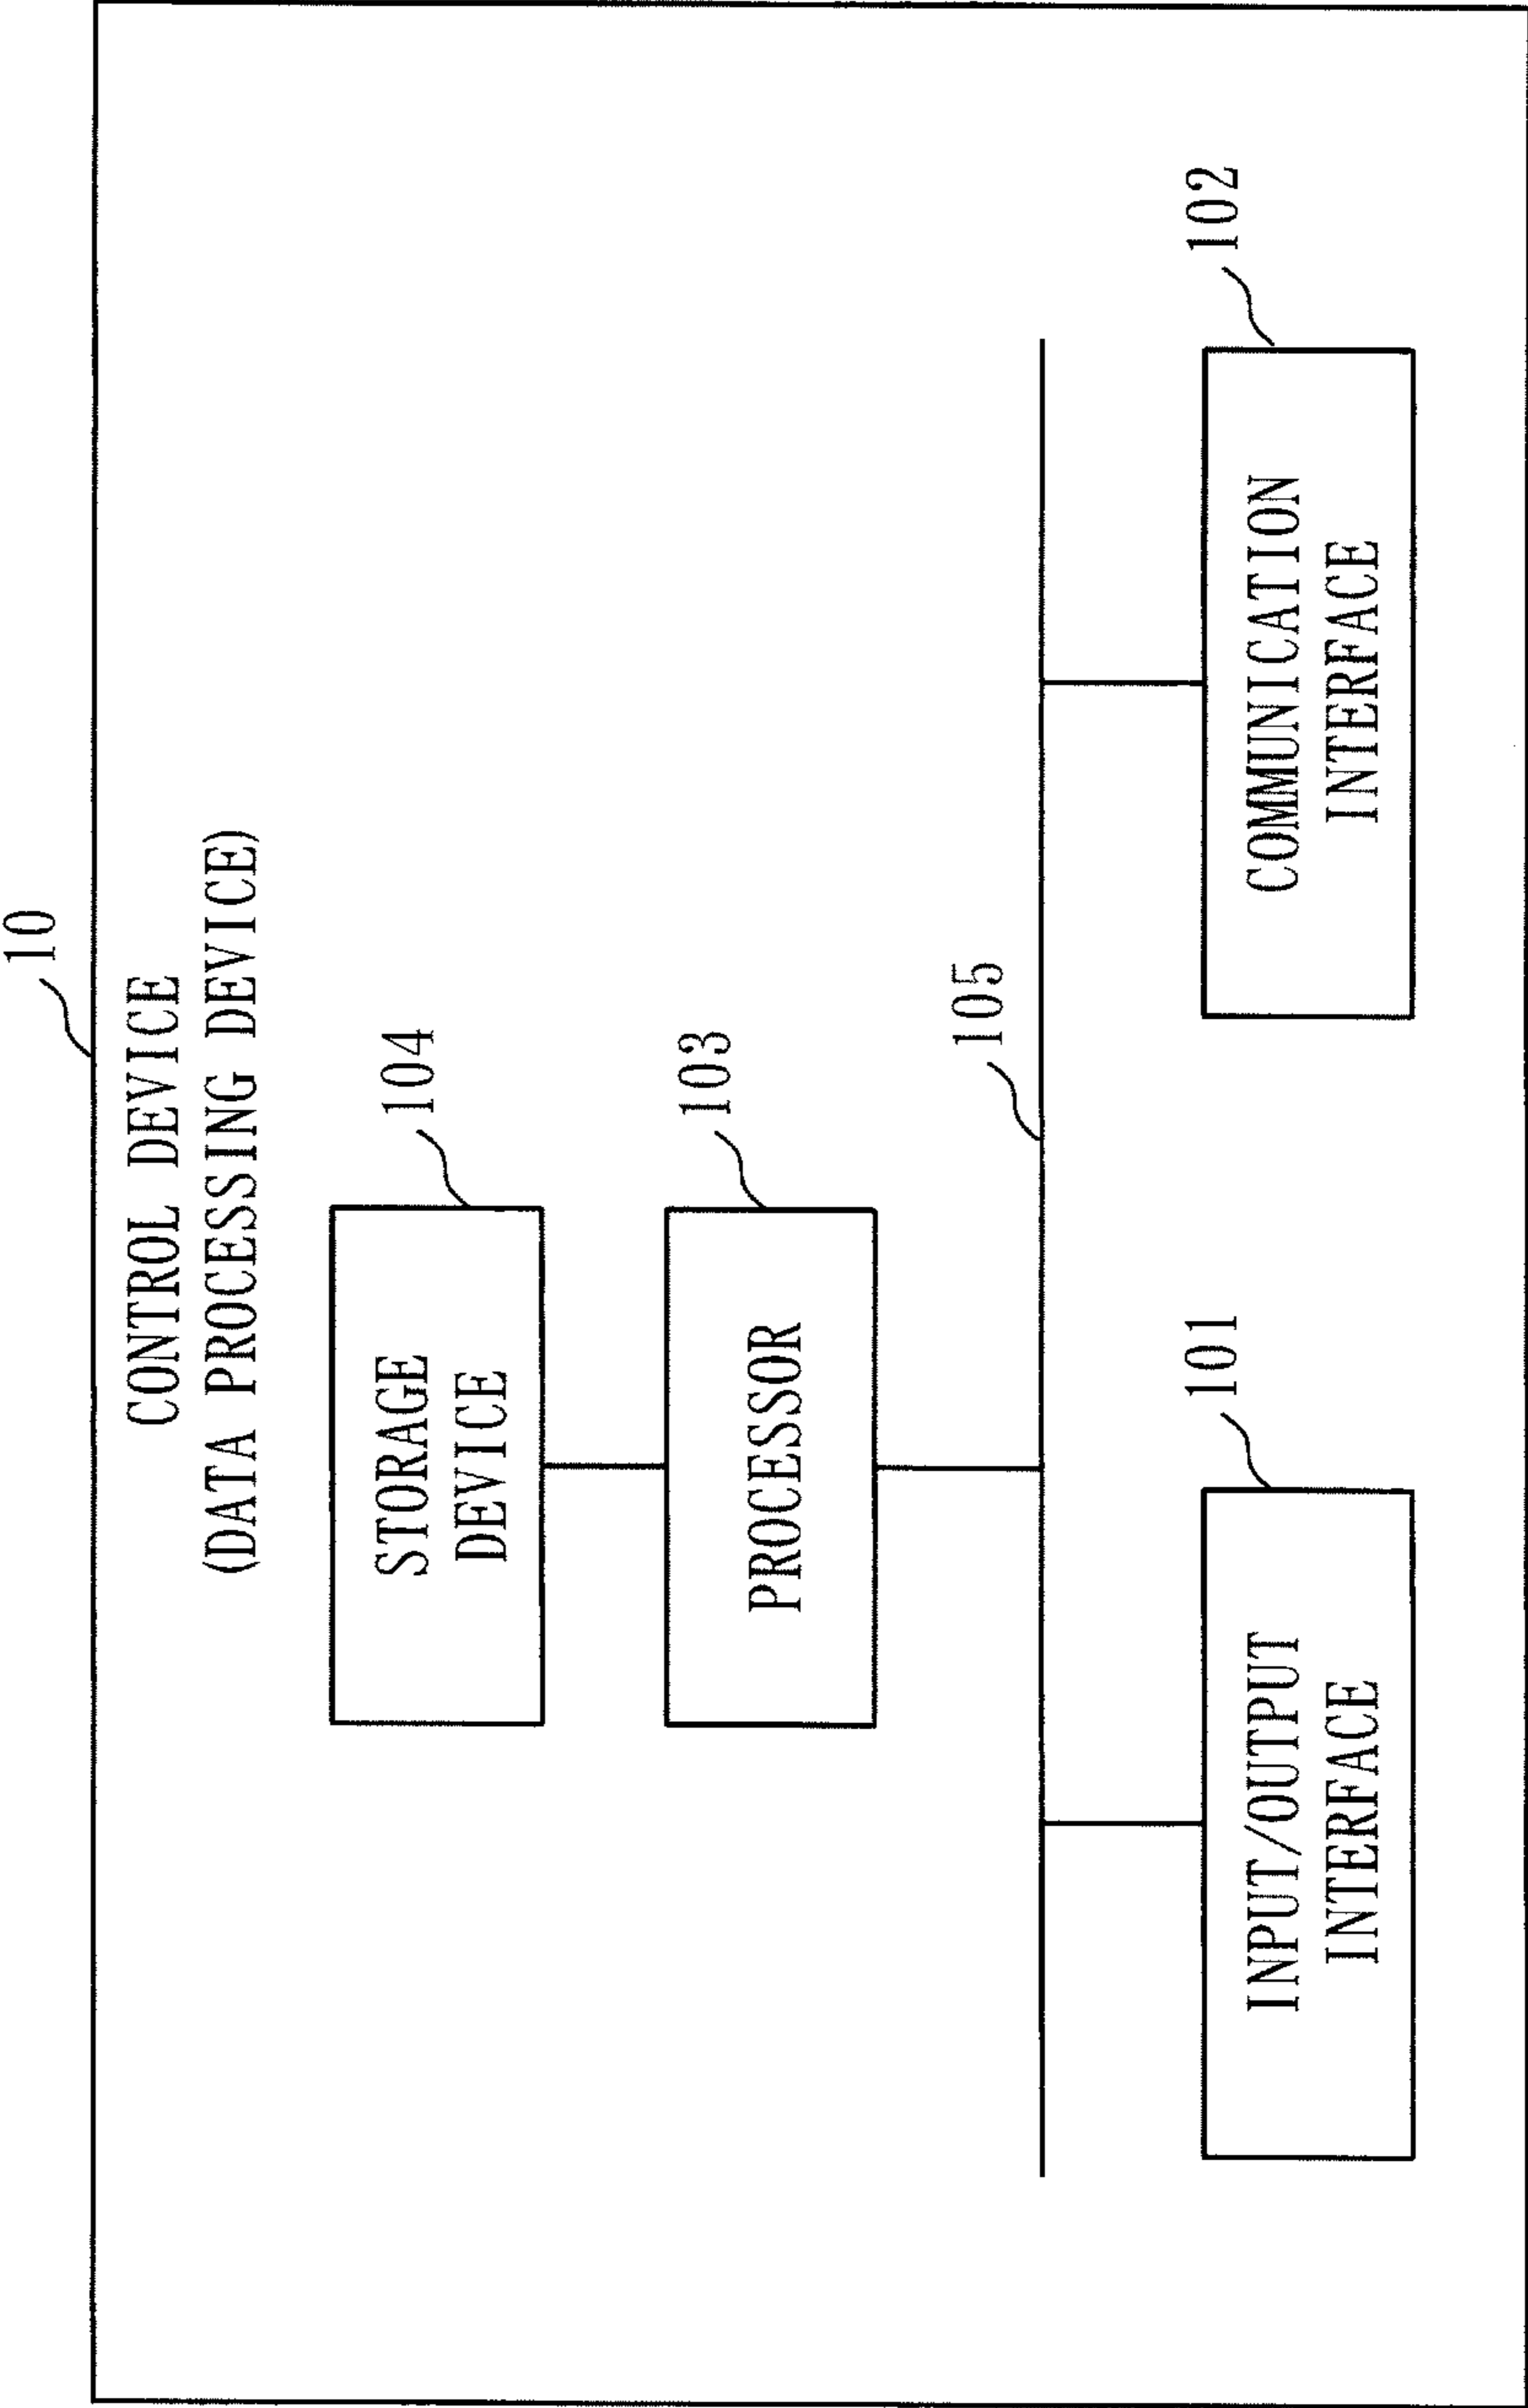 10
CONTROL DEVICE
(DATA PROCESSING DEVICE)
104
STORAGE
DEVICE
103
PROCESSOR
105
101
INPUT/OUTPUT
INTERFACE
102
COMMUNICATION
INTERFACE